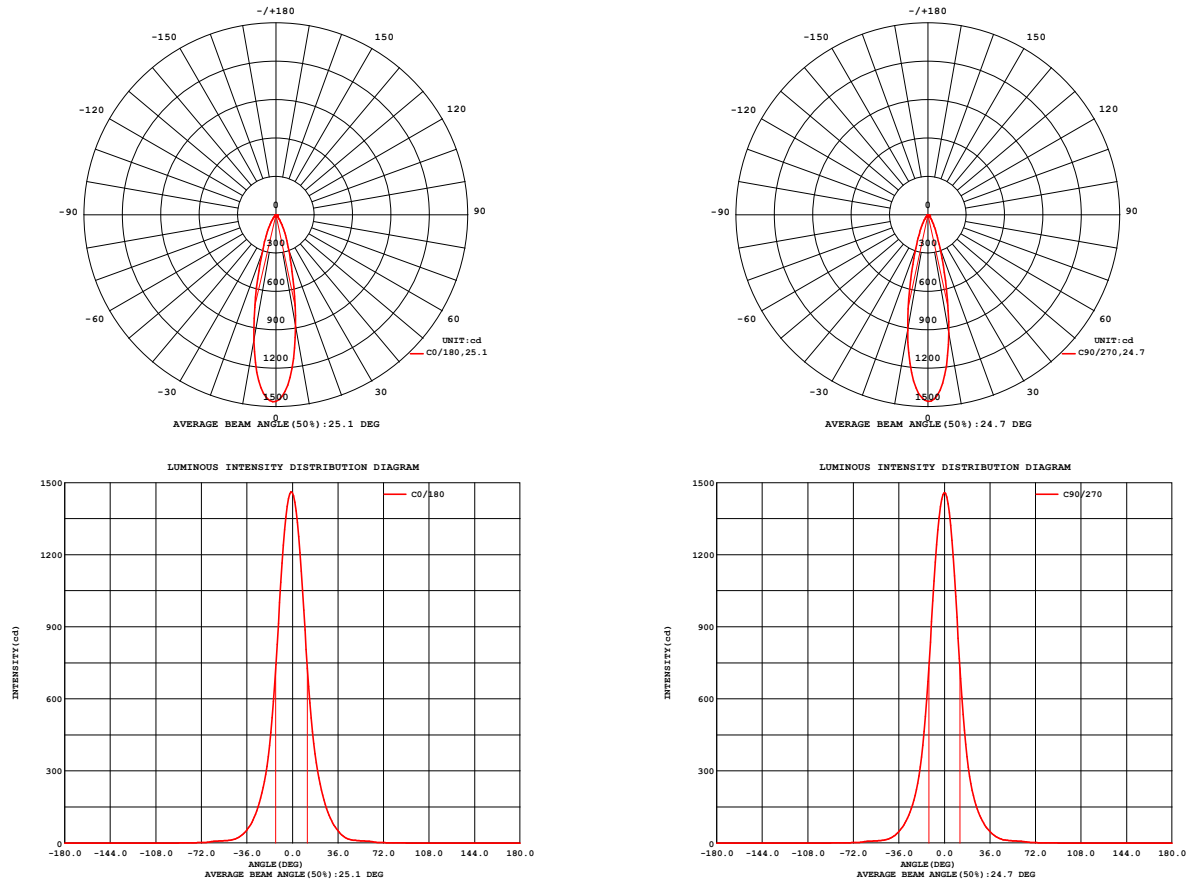 -/+180
-150
150
-120
120
-90
90
0
300
600
900
1200
1500
0
-60
60
-30
30
UNIT:cd
C0/180,25.1
AVERAGE BEAM ANGLE(50%):25.1 DEG
-/+180
-150
150
-120
120
-90
90
0
300
600
900
1200
1500
0
-60
60
-30
30
UNIT:cd
C90/270,24.7
AVERAGE BEAM ANGLE(50%):24.7 DEG
LUMINOUS INTENSITY DISTRIBUTION DIAGRAM
C0/180
INTENSITY(cd)
1500
1200
900
600
300
0
-180.0 -144.0 -108.0 -72.0 -36.0 0.0 36.0 72.0 108.0 144.0 180.0
ANGLE(DEG)
AVERAGE BEAM ANGLE(50%):25.1 DEG
LUMINOUS INTENSITY DISTRIBUTION DIAGRAM
C90/270
INTENSITY(cd)
1500
1200
900
600
300
0
-180.0 -144.0 -108.0 -72.0 -36.0 0.0 36.0 72.0 108.0 144.0 180.0
ANGLE(DEG)
AVERAGE BEAM ANGLE(50%):24.7 DEG